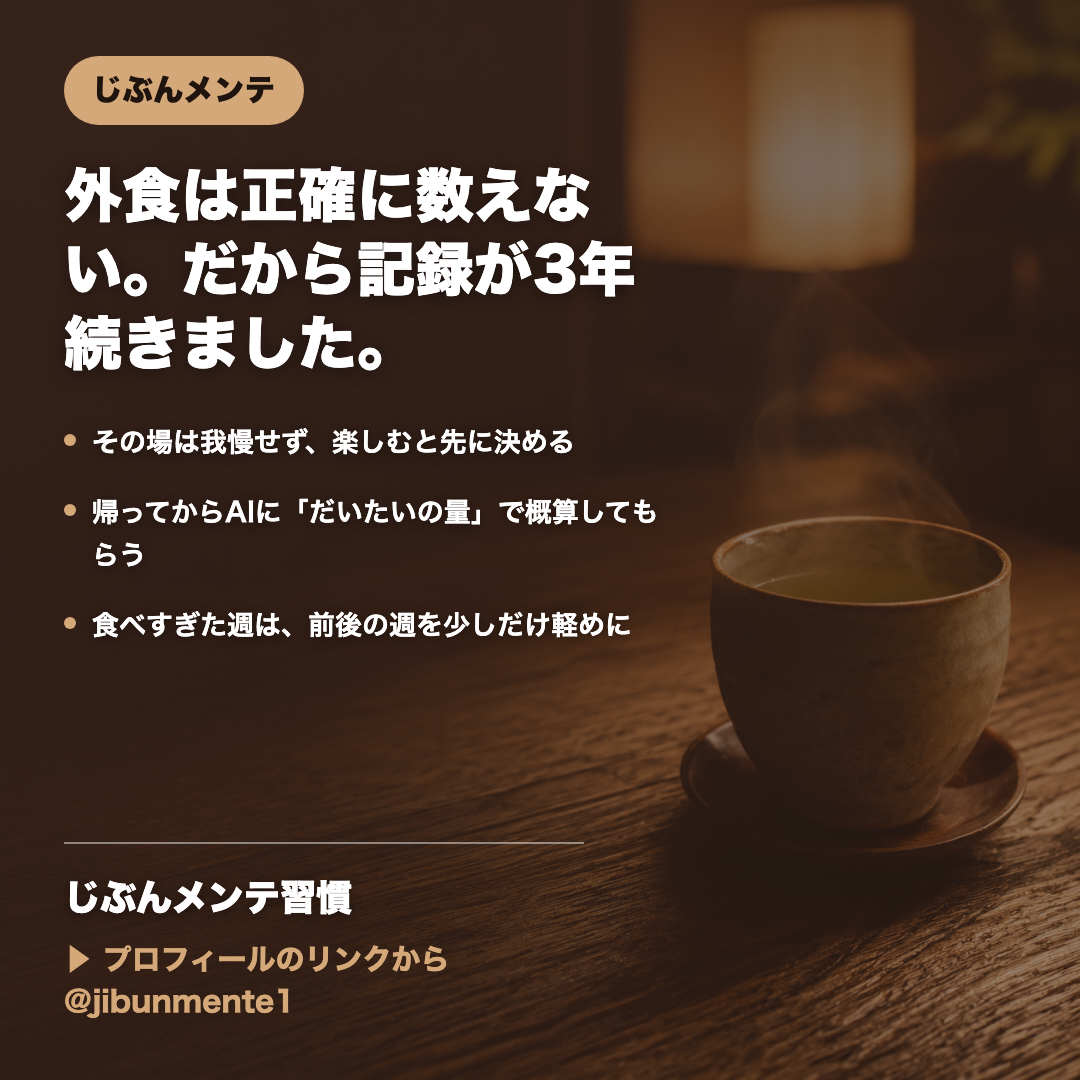 じぶんメンテ
外食は正確に数えな
い。だから記録が3年
続きました。
• その場は我慢せず、楽しむと先に決める
• 帰ってからAIに「だいたいの量」で概算しても
らう
• 食べすぎた週は、前後の週を少しだけ軽めに
じぶんメンテ習慣
▶ プロフィールのリンクから
@jibunmente1